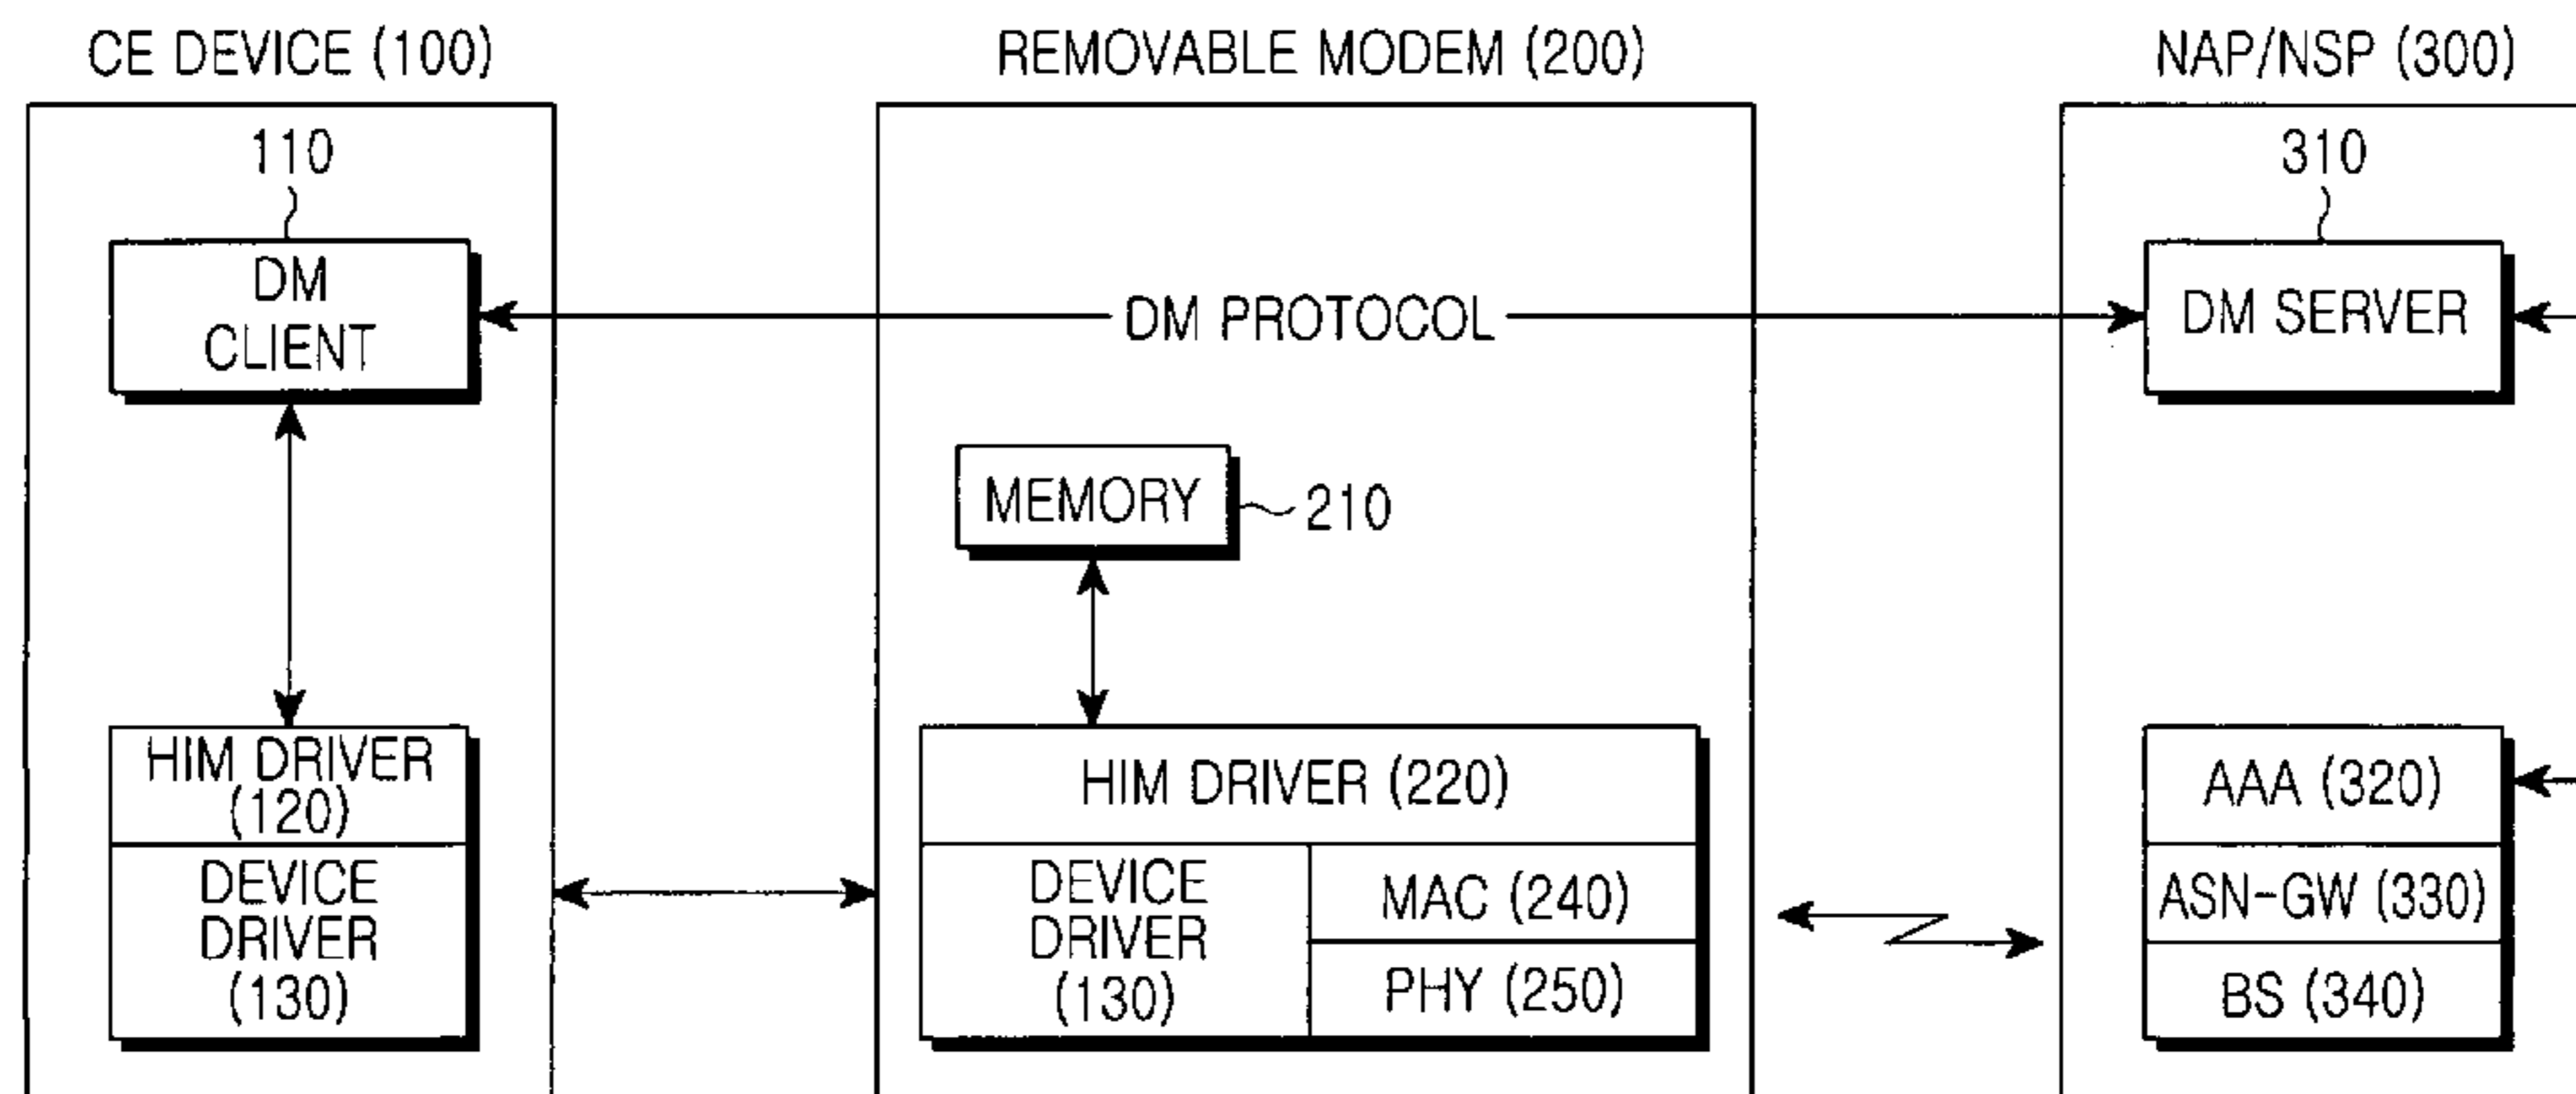 CE DEVICE (100)
110
DM
CLIENT
HIM DRIVER
(120)
DEVICE
DRIVER
(130)
REMOVABLE MODEM (200)
DM PROTOCOL
MEMORY
210
HIM DRIVER (220)
DEVICE
DRIVER
(130)
MAC (240)
PHY (250)
NAP/NSP (300)
310
DM SERVER
AAA (320)
ASN-GW (330)
BS (340)